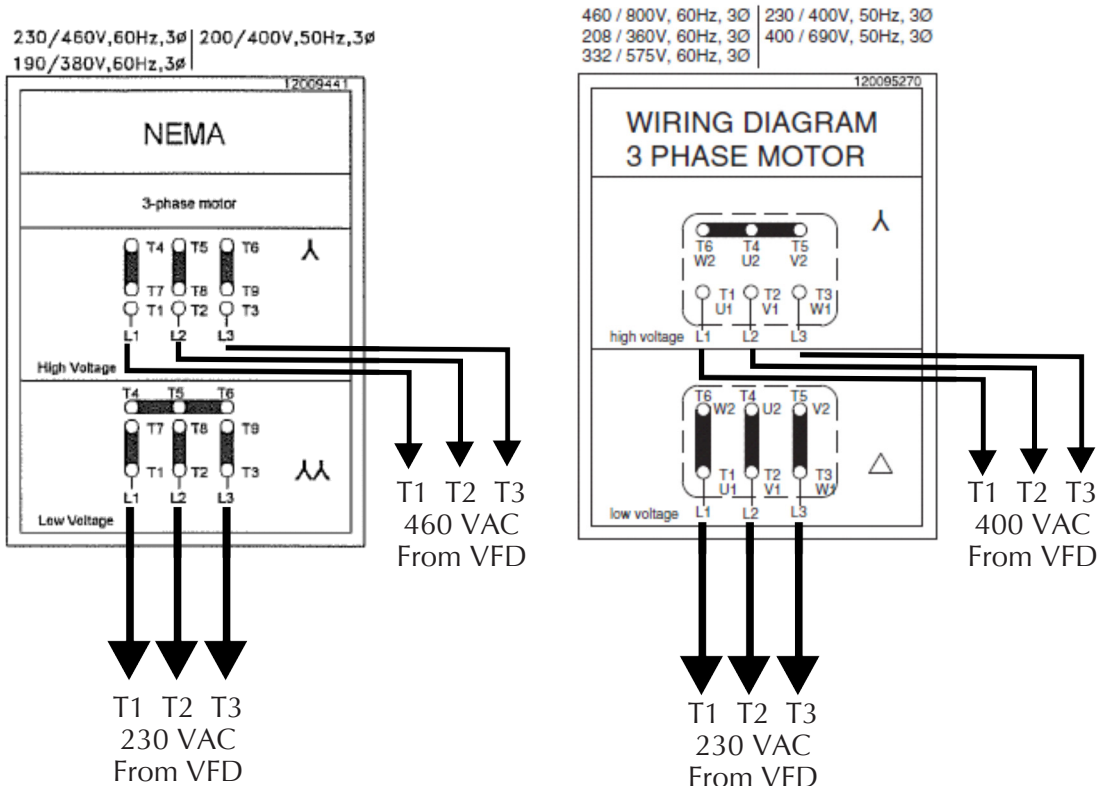 230/460V,60Hz,3ø | 200/400V,50Hz,3ø
190/380V,60Hz,3ø |
12009441
NEMA
3-phase motor
T4 T5 T6
T7 T8 T9
T1 T2 T3
L1 L2 L3
High Voltage
T4 T5 T6
T7 T8 T9
T1 T2 T3
L1 L2 L3
Low Voltage
T1 T2 T3
460 VAC
From VFD
T1 T2 T3
230 VAC
From VFD
460 / 800V, 60Hz, 3Ø | 230 / 400V, 50Hz, 3Ø
208 / 360V, 60Hz, 3Ø | 400 / 690V, 50Hz, 3Ø
332 / 575V, 60Hz, 3Ø |
120095270
WIRING DIAGRAM
3 PHASE MOTOR
T6 T4 T5
W2 U2 V2
T1 T2 T3
U1 V1 W1
high voltage L1 L2 L3
T6 T4 T5
W2 U2 V2
T1 T2 T3
U1 V1 W1
low voltage L1 L2 L3
T1 T2 T3
400 VAC
From VFD
T1 T2 T3
230 VAC
From VFD